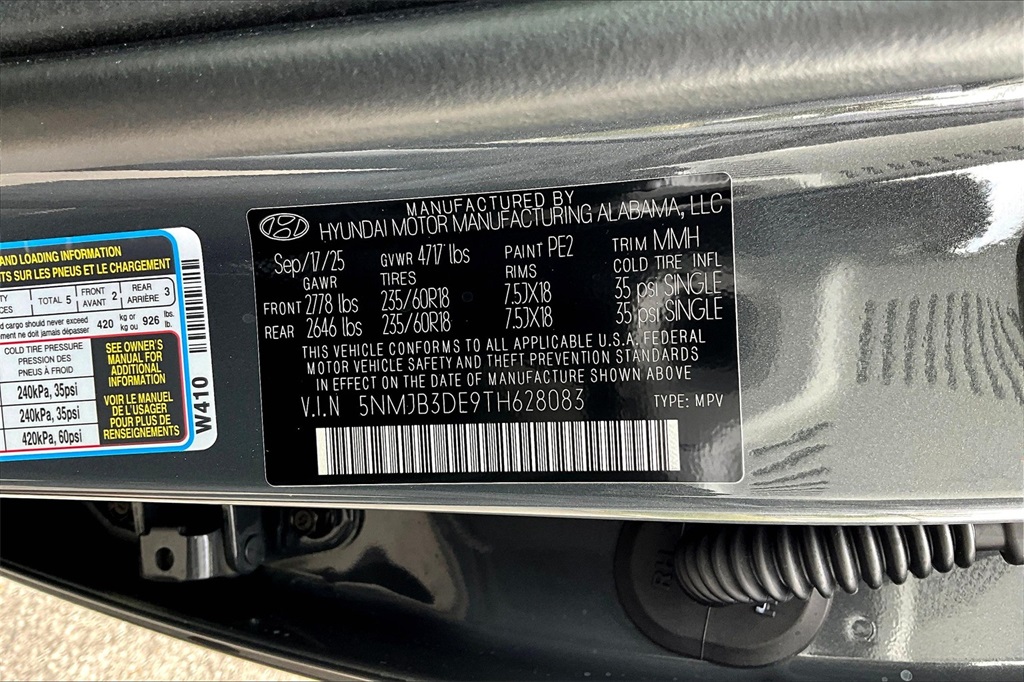 MANUFACTURED BY
HYUNDAI MOTOR MANUFACTURING ALABAMA, LLC
Sep/17/25 GVWR 4717 lbs PAINT PE2 TRIM MMH
GAWR TIRES RIMS COLD TIRE INFL
FRONT 2778 lbs 235/60R18 7.5JX18 35 psi SINGLE
REAR 2646 lbs 235/60R18 7.5JX18 35 psi SINGLE
THIS VEHICLE CONFORMS TO ALL APPLICABLE U.S.A. FEDERAL
MOTOR VEHICLE SAFETY AND THEFT PREVENTION STANDARDS
IN EFFECT ON THE DATE OF MANUFACTURE SHOWN ABOVE.
V.I.N 5NMJB3DE9TH628083 TYPE: MPV
AND LOADING INFORMATION
SUR LES PNEUS ET LE CHARGEMENT
TOTAL 5 FRONT AVANT 2 REAR ARRIÈRE 3
cargo should never exceed 420 kg or 926 lbs.
ne doit jamais dépasser kg ou lb.
COLD TIRE PRESSURE
PRESSION DES
PNEUS À FROID
240kPa, 35psi
240kPa, 35psi
420kPa, 60psi
SEE OWNER'S
MANUAL FOR
ADDITIONAL
INFORMATION
VOIR LE MANUEL
DE L'USAGER
POUR PLUS DE
RENSEIGNEMENTS
W410